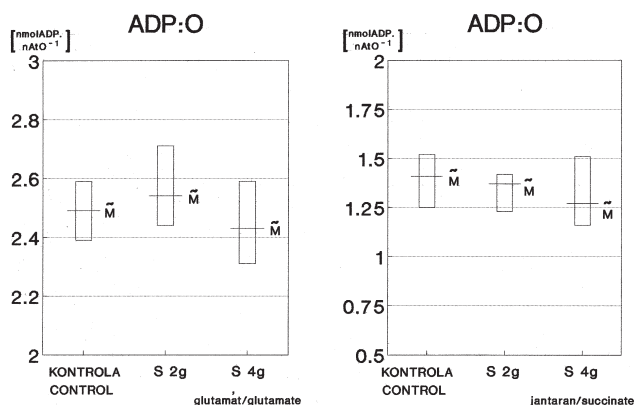 ADP:O
[nmolADP.
nAtO⁻¹]
3
2.8
2.6
2.4
2.2
2
M̃
M̃
M̃
KONTROLA
CONTROL
S 2g
S 4g
glutamat/glutamate
ADP:O
[nmolADP.
nAtO⁻¹]
2
1.75
1.5
1.25
1
0.75
0.5
M̃
M̃
M̃
KONTROLA
CONTROL
S 2g
S 4g
jantaran/succinate